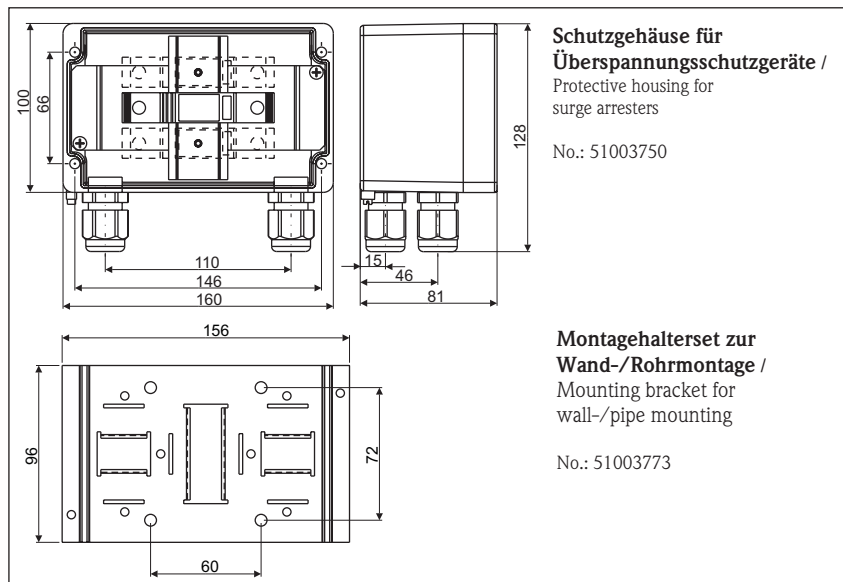 100
66
110
146
160
128
15
46
81
Schutzgehäuse für
Überspannungsschutzgeräte /
Protective housing for
surge arresters
No.: 51003750
156
96
72
60
Montagehalterset zur
Wand-/Rohrmontage /
Mounting bracket for
wall-/pipe mounting
No.: 51003773